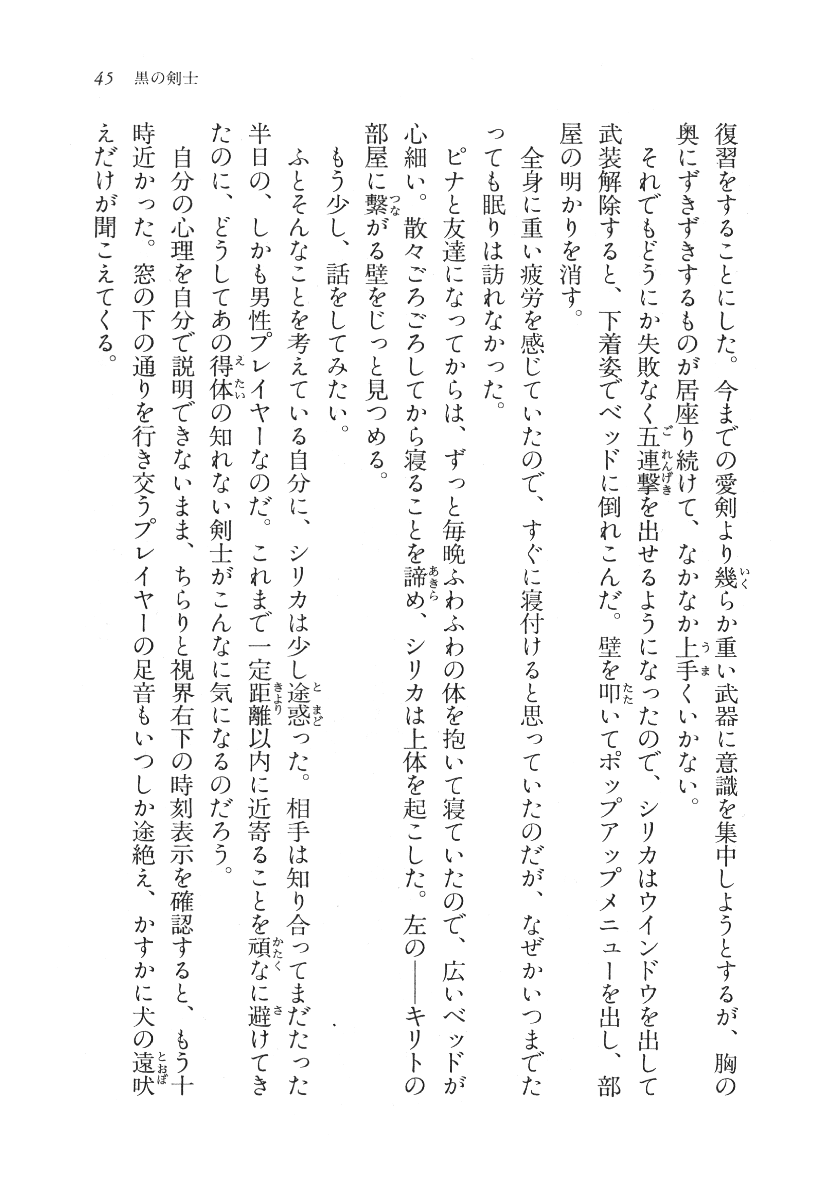 45 黒の剣士
復習をすることにした。今までの愛剣より幾らか重い武器に意識を集中しようとするが、胸の
奥にずきずきするものが居座り続けて、なかなか上手くいかない。
それでもどうにか失敗なく五連撃を出せるようになったので、シリカはウインドウを出して
武装解除すると、下着姿でベッドに倒れこんだ。壁を叩いてポップアップメニューを出し、部
屋の明かりを消す。
全身に重い疲労を感じていたので、すぐに寝付けると思っていたのだが、なぜかいつまでた
っても眠りは訪れなかった。
ピナと友達になってからは、ずっと毎晩ふわふわの体を抱いて寝ていたので、広いベッドが
心細い。散々ごろごろしてから寝ることを諦め、シリカは上体を起こした。左の――キリトの
部屋に繋がる壁をじっと見つめる。
もう少し、話をしてみたい。
ふとそんなことを考えている自分に、シリカは少し途惑った。相手は知り合ってまだたった
半日の、しかも男性プレイヤーなのだ。これまで一定距離以内に近寄ることを頑なに避けてき
たのに、どうしてあの得体の知れない剣士がこんなに気になるのだろう。
自分の心理を自分で説明できないまま、ちらりと視界右下の時刻表示を確認すると、もう十
時近かった。窓の下の通りを行き交うプレイヤーの足音もいつしか途絶え、かすかに犬の遠吠
えだけが聞こえてくる。